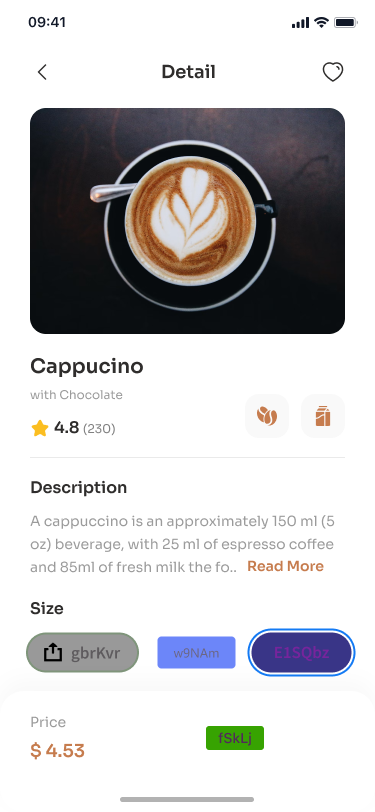 09:41
Detail
Cappucino
with Chocolate
4.8 (230)
Description
A cappuccino is an approximately 150 ml (5
oz) beverage, with 25 ml of espresso coffee
and 85ml of fresh milk the fo.. Read More
Size
gbrKvr w9NAm E1SQbz
Price
$ 4.53
fSkLj